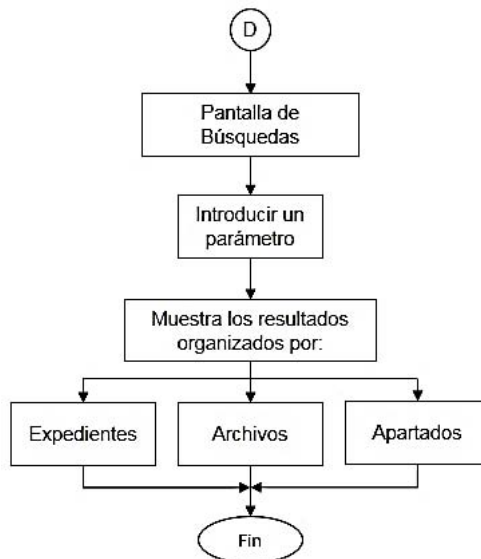 D
Pantalla de
Búsquedas
Introducir un
parámetro
Muestra los resultados
organizados por:
Expedientes
Archivos
Apartados
Fin